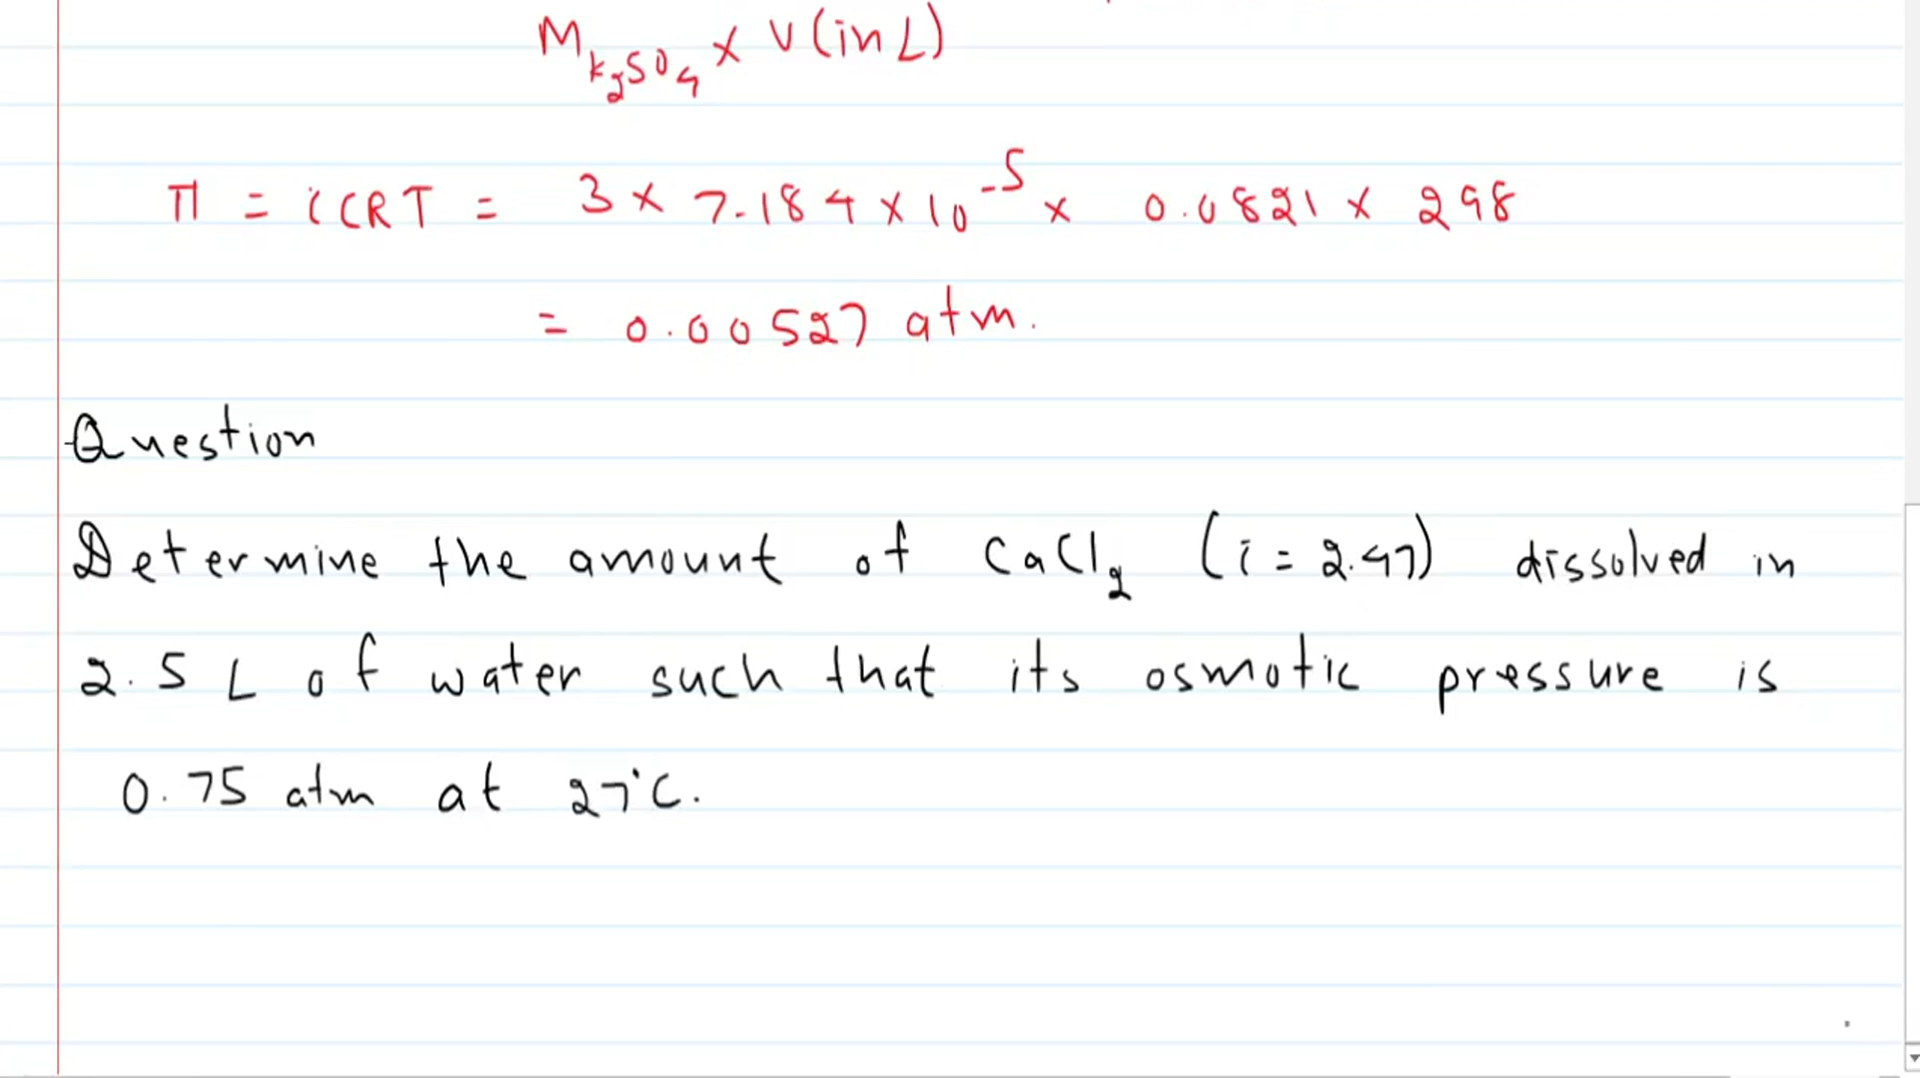 M K₂SO₄ × V (in L)
π = iCRT = 3 × 7.184 × 10⁻⁵ × 0.0821 × 298
= 0.00527 atm.
Question
Determine the amount of CaCl₂ (i = 2.47) dissolved in
2.5 L of water such that its osmotic pressure is
0.75 atm at 27°C.